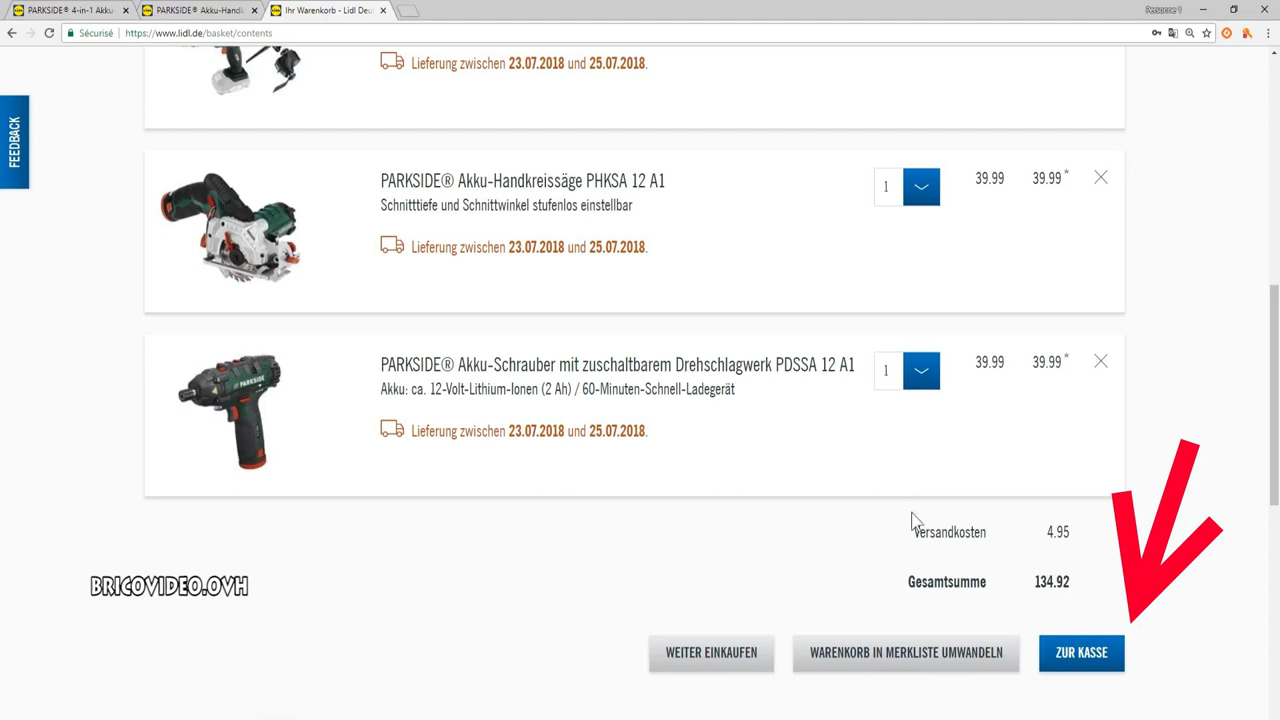 PARKSIDE® 4-in-1 Akku-
PARKSIDE® Akku-Handk
Ihr Warenkorb - Lidl Deu
Personne 1
Sécurisé
https://www.lidl.de/basket/contents
FEEDBACK
Lieferung zwischen 23.07.2018 und 25.07.2018.
PARKSIDE® Akku-Handkreissäge PHKSA 12 A1
1
39.99
39.99 *
Schnitttiefe und Schnittwinkel stufenlos einstellbar
Lieferung zwischen 23.07.2018 und 25.07.2018.
PARKSIDE® Akku-Schrauber mit zuschaltbarem Drehschlagwerk PDSSA 12 A1
1
39.99
39.99 *
Akku: ca. 12-Volt-Lithium-Ionen (2 Ah) / 60-Minuten-Schnell-Ladegerät
PARKSIDE
Lieferung zwischen 23.07.2018 und 25.07.2018.
Versandkosten 4.95
Gesamtsumme 134.92
BRICOVIDEO.OVH
WEITER EINKAUFEN
WARENKORB IN MERKLISTE UMWANDELN
ZUR KASSE